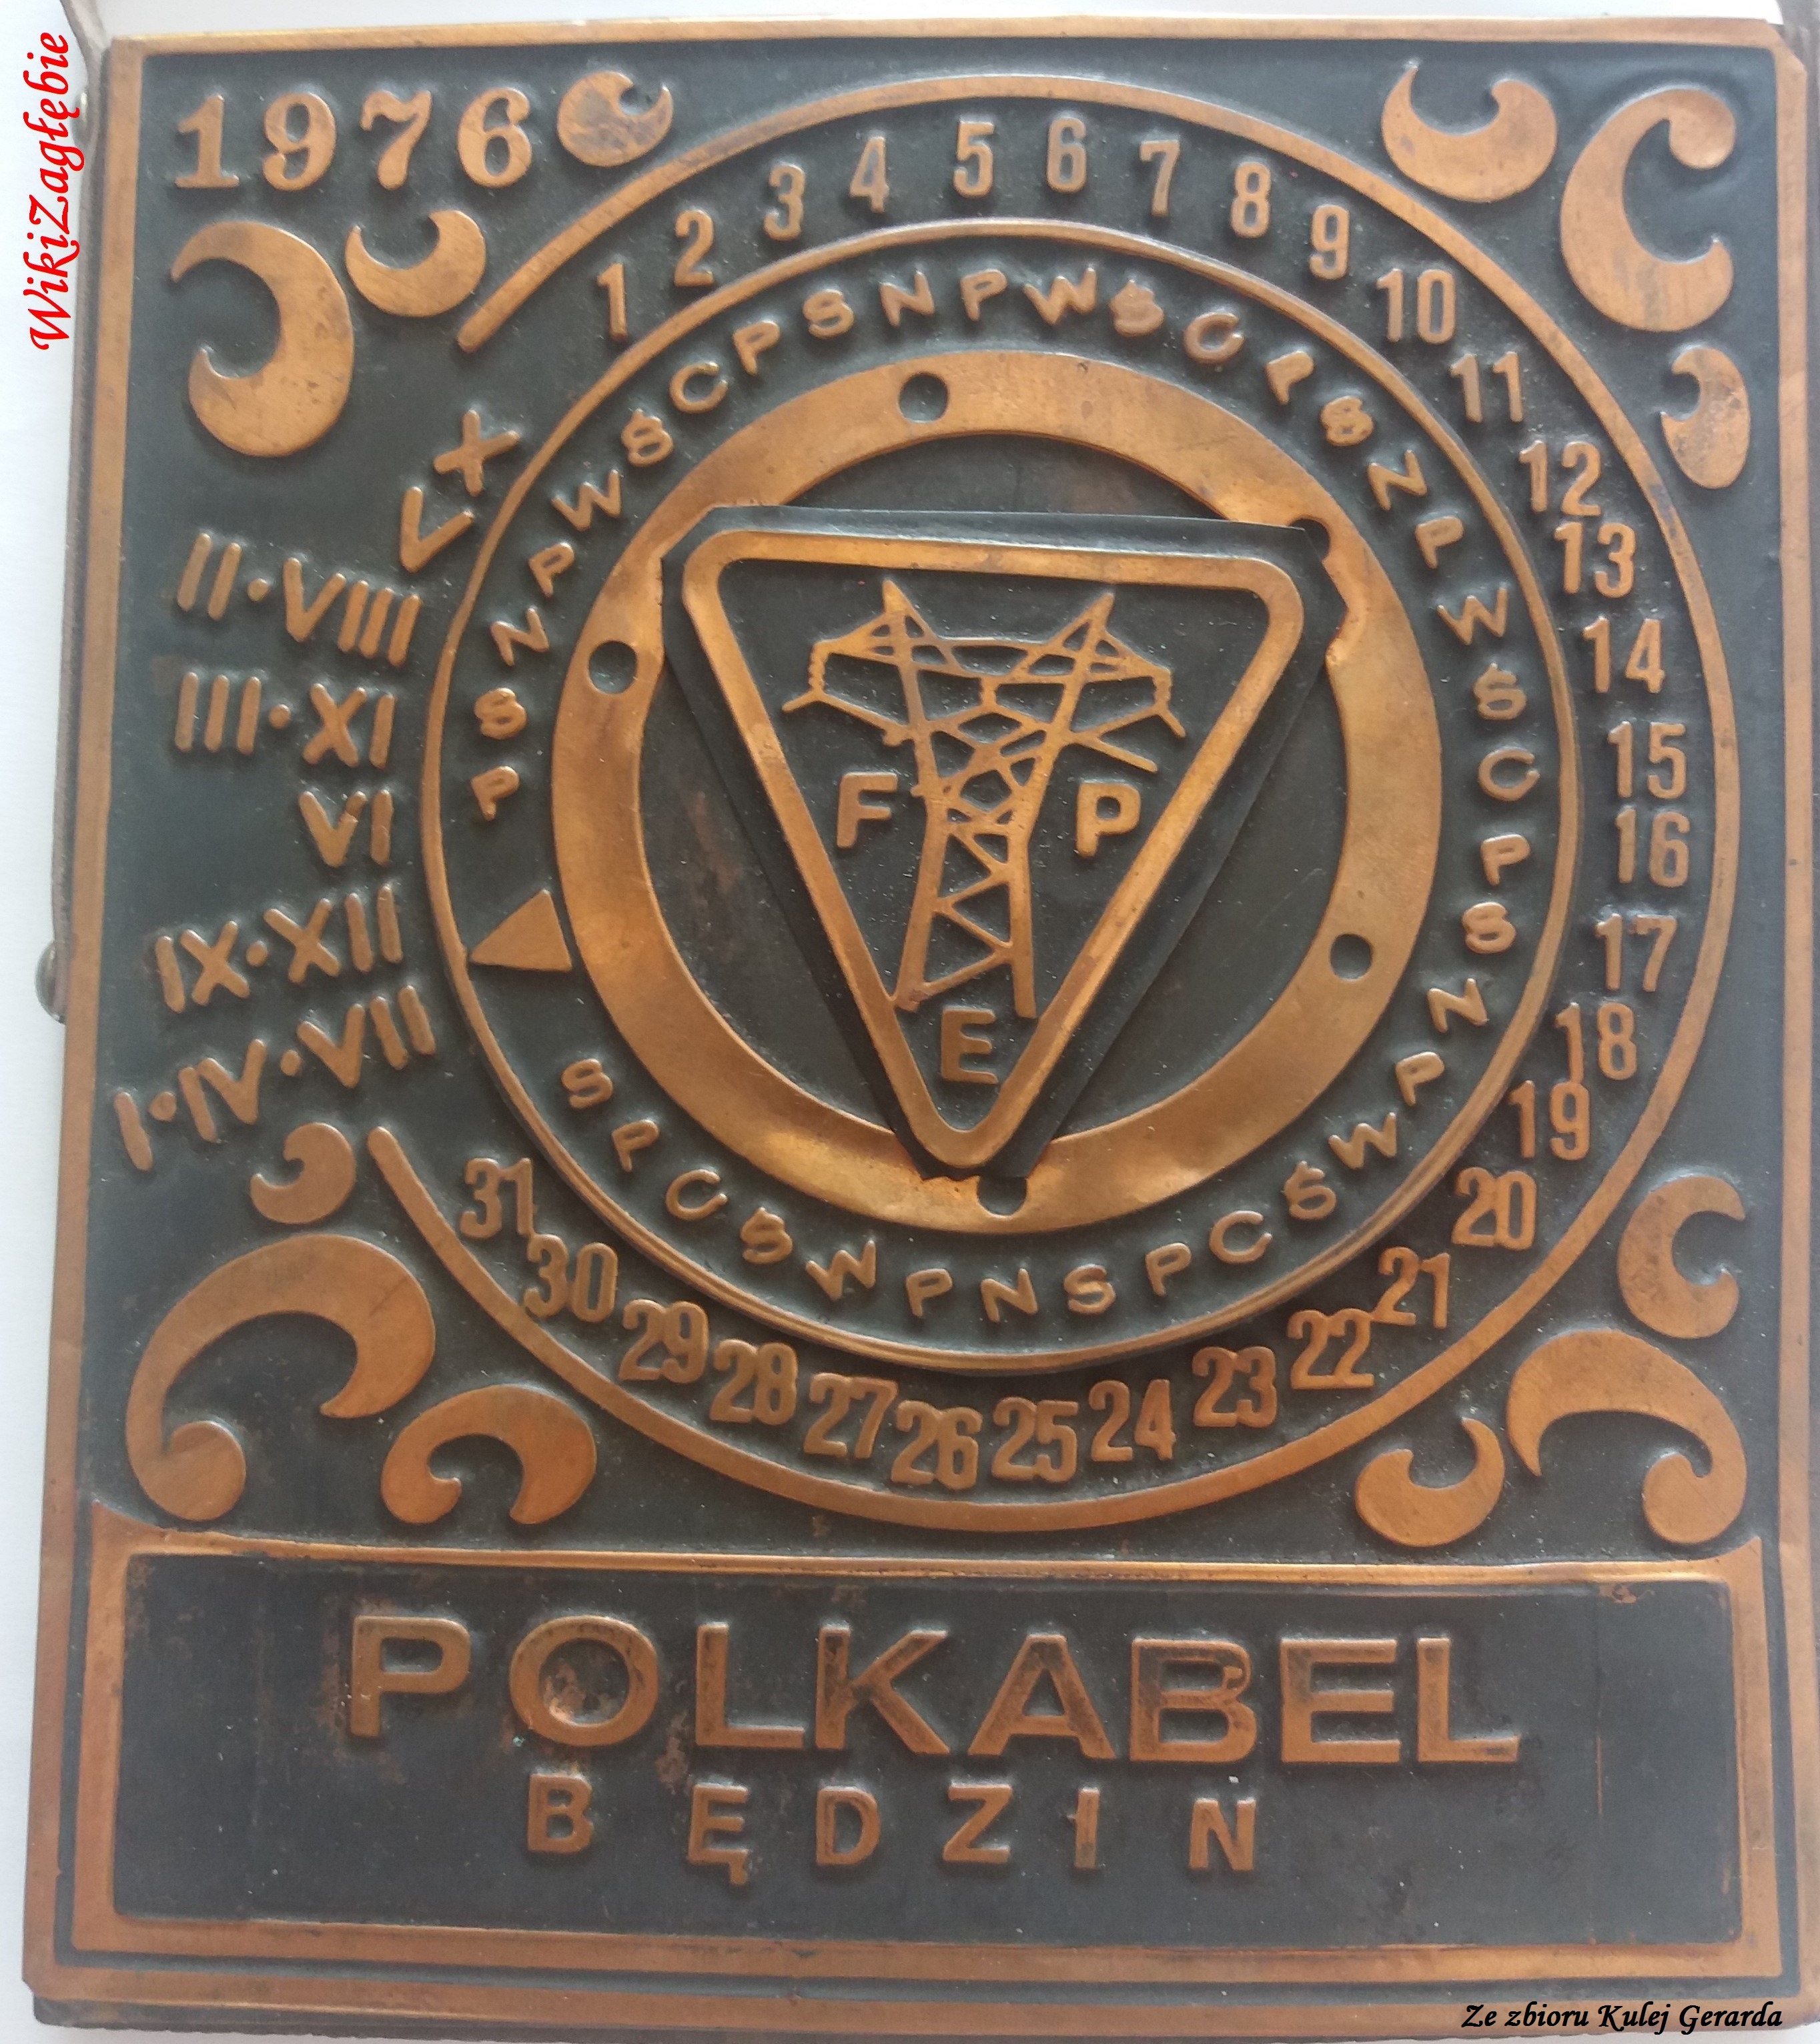 WikiZagłębie
1976
1 2 3 4 5 6 7 8 9 10 11 12 13 14 15 16 17 18 19 20 21 22 23 24 25 26 27 28 29 30 31
P S N P W Ś C P S N P W Ś C P S N P W Ś C P S N P W Ś C P S N P W Ś C P S
V X
II·VIII
III·XI
VI
IX·XII
I·IV·VII
F P
E
POLKABEL
BĘDZIN
Ze zbioru Kulej Gerarda